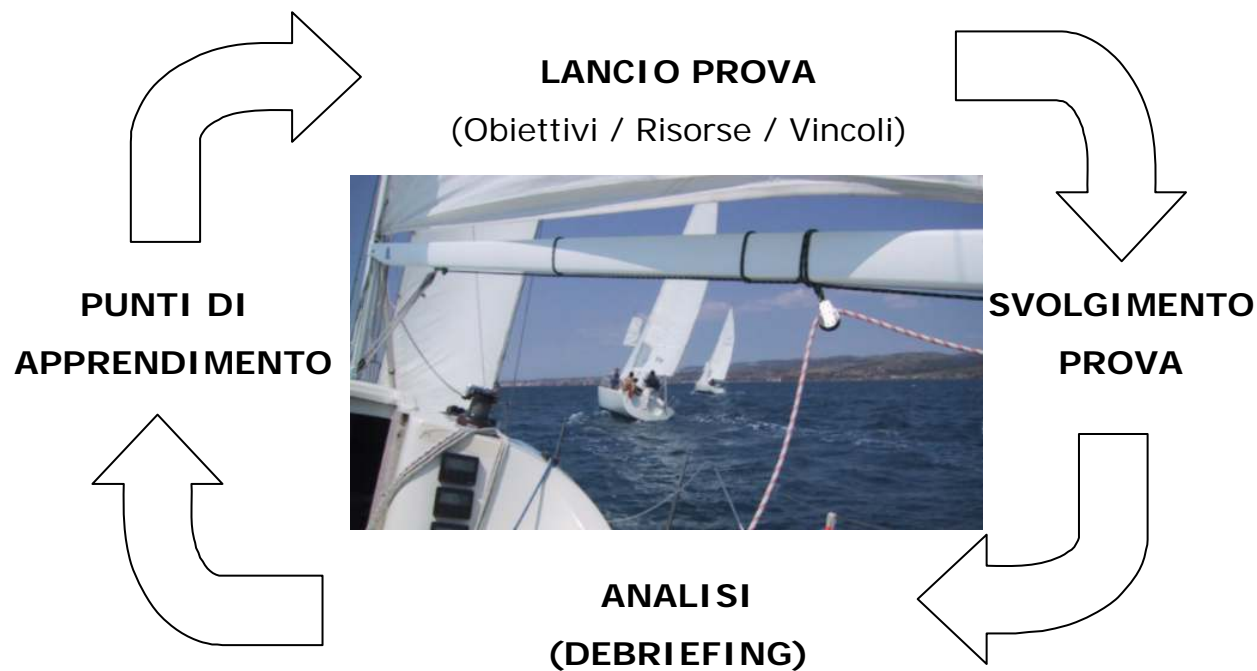 LANCIO PROVA
(Obiettivi / Risorse / Vincoli)
PUNTI DI
APPRENDIMENTO
SVOLGIMENTO
PROVA
ANALISI
(DEBRIEFING)